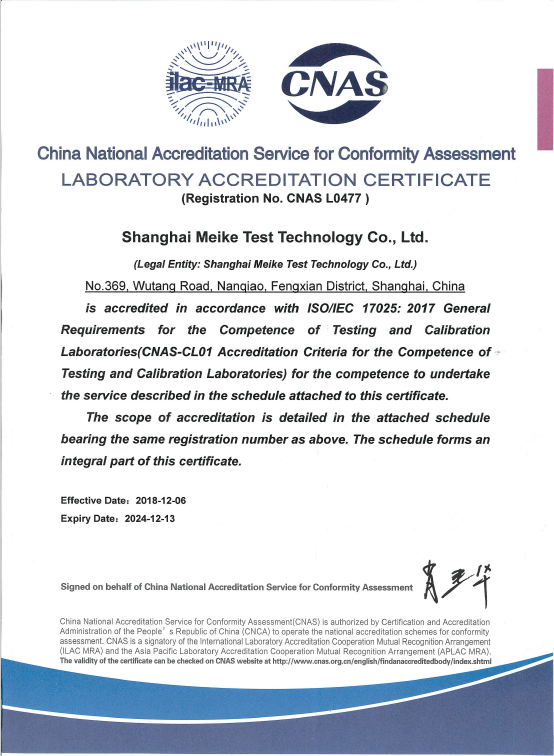 ilac-MRA
CNAS
China National Accreditation Service for Conformity Assessment
LABORATORY ACCREDITATION CERTIFICATE
(Registration No. CNAS L0477 )
Shanghai Meike Test Technology Co., Ltd.
(Legal Entity: Shanghai Meike Test Technology Co., Ltd.)
No.369, Wutang Road, Nanqiao, Fengxian District, Shanghai, China
is accredited in accordance with ISO/IEC 17025: 2017 General
Requirements for the Competence of Testing and Calibration
Laboratories(CNAS-CL01 Accreditation Criteria for the Competence of
Testing and Calibration Laboratories) for the competence to undertake
the service described in the schedule attached to this certificate.
The scope of accreditation is detailed in the attached schedule
bearing the same registration number as above. The schedule forms an
integral part of this certificate.
Effective Date：2018-12-06
Expiry Date：2024-12-13
Signed on behalf of China National Accreditation Service for Conformity Assessment
China National Accreditation Service for Conformity Assessment(CNAS) is authorized by Certification and Accreditation
Administration of the People’s Republic of China (CNCA) to operate the national accreditation schemes for conformity
assessment. CNAS is a signatory of the International Laboratory Accreditation Cooperation Mutual Recognition Arrangement
(ILAC MRA) and the Asia Pacific Laboratory Accreditation Cooperation Mutual Recognition Arrangement (APLAC MRA).
The validity of the certificate can be checked on CNAS website at http://www.cnas.org.cn/english/findanaccreditedbody/index.shtml